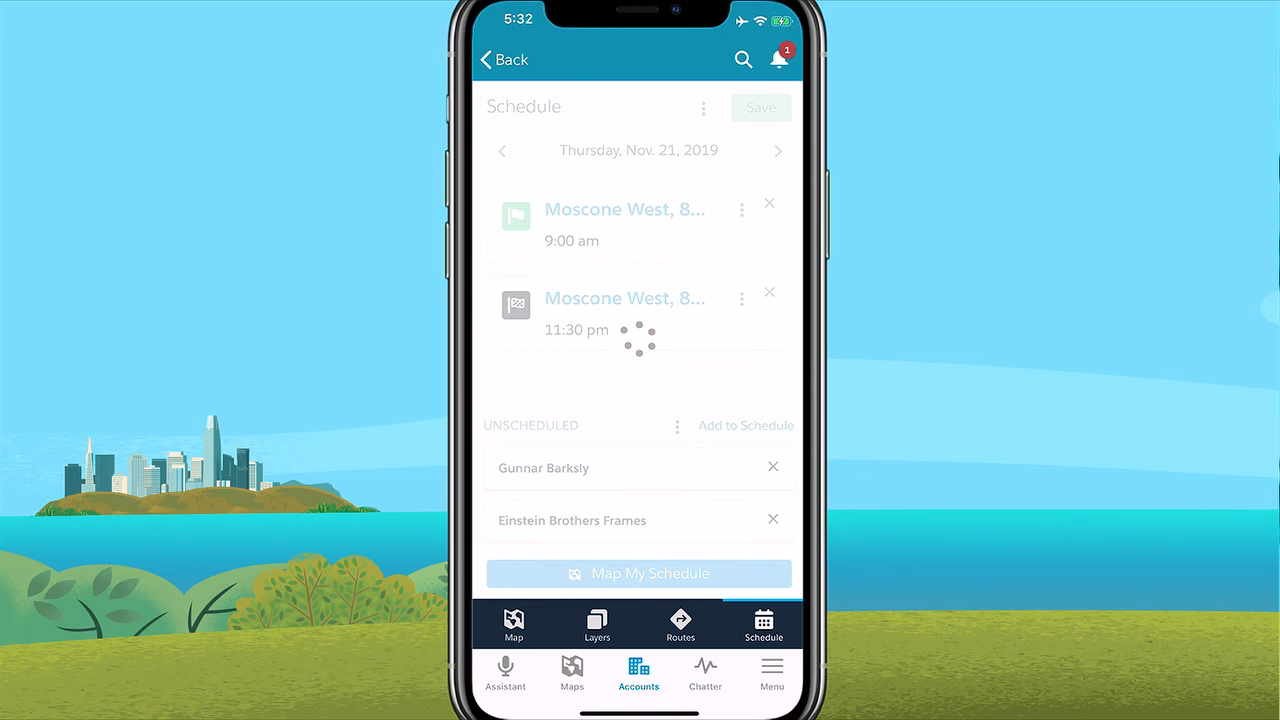 5:32
Back
1
Schedule
Save
Thursday, Nov. 21, 2019
Moscone West, 8...
9:00 am
Moscone West, 8...
11:30 pm
UNSCHEDULED
Add to Schedule
Gunnar Barksly
Einstein Brothers Frames
Map My Schedule
Map Layers Routes Schedule
Assistant Maps Accounts Chatter Menu